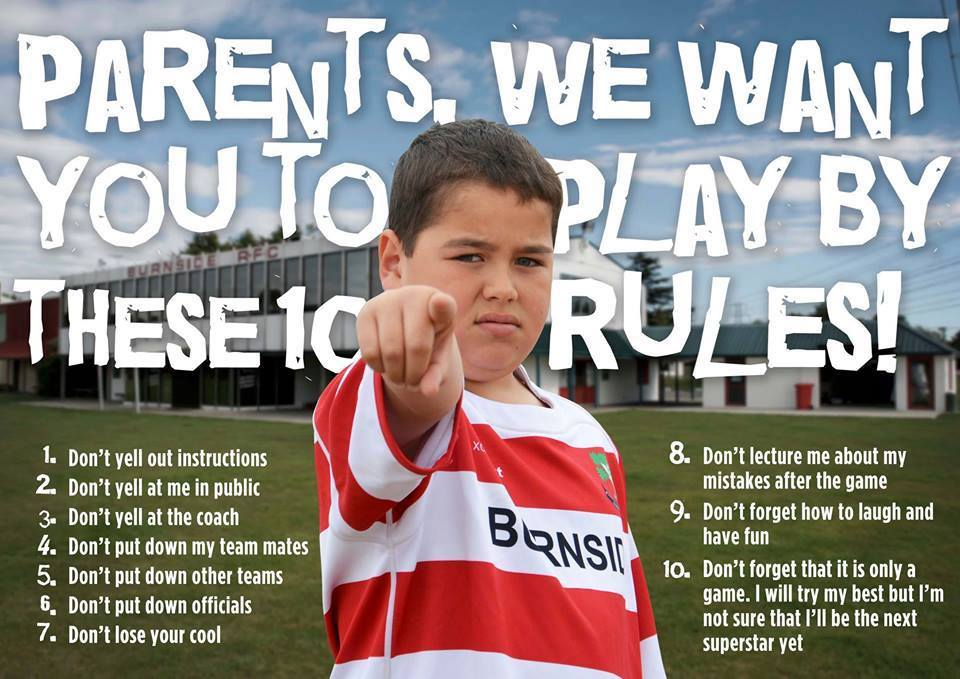 PARENTS, WE WANT
YOU TO PLAY BY
THESE 10 RULES!
BURNSIDE RFC
1. Don't yell out instructions
2. Don't yell at me in public
3. Don't yell at the coach
4. Don't put down my team mates
5. Don't put down other teams
6. Don't put down officials
7. Don't lose your cool
8. Don't lecture me about my
mistakes after the game
9. Don't forget how to laugh and
have fun
10. Don't forget that it is only a
game. I will try my best but I'm
not sure that I'll be the next
superstar yet
BURNSID